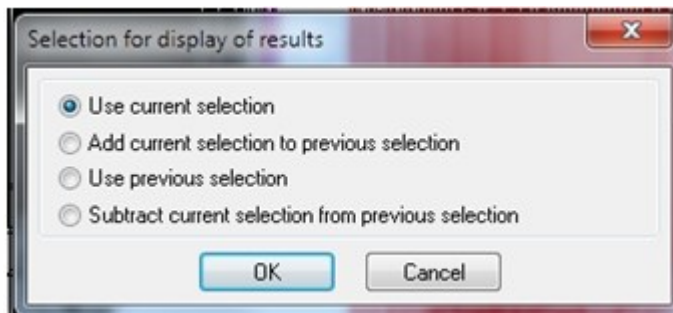 Selection for display of results
Use current selection
Add current selection to previous selection
Use previous selection
Subtract current selection from previous selection
OK
Cancel